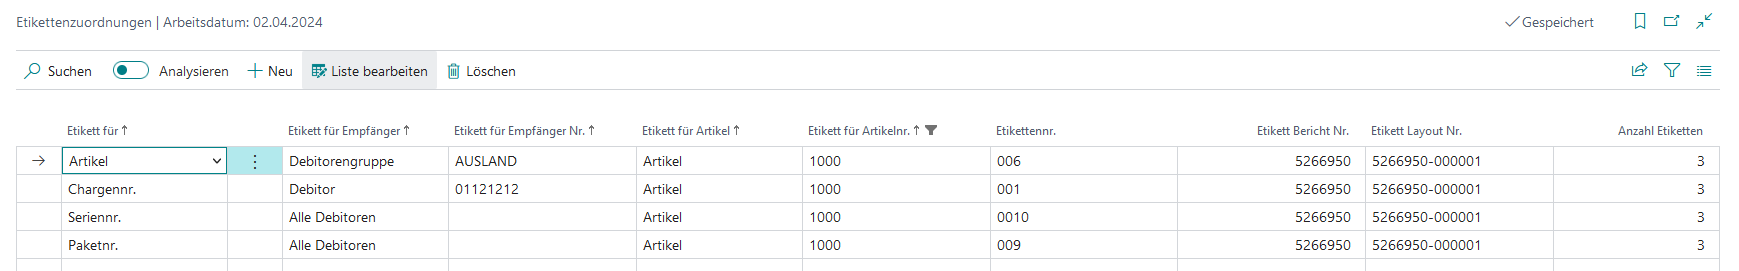 Etikettenzuordnungen | Arbeitsdatum: 02.04.2024 Gespeichert
Suchen Analysieren Neu Liste bearbeiten Löschen
Etikett für Etikett für Empfänger Etikett für Empfänger Nr. Etikett für Artikel Etikett für Artikelnr. Etikettennr. Etikett Bericht Nr. Etikett Layout Nr. Anzahl Etiketten
Artikel Debitorengruppe AUSLAND Artikel 1000 006 5266950 5266950-000001 3
Chargennr. Debitor 01121212 Artikel 1000 001 5266950 5266950-000001 3
Seriennr. Alle Debitoren Artikel 1000 0010 5266950 5266950-000001 3
Paketnr. Alle Debitoren Artikel 1000 009 5266950 5266950-000001 3